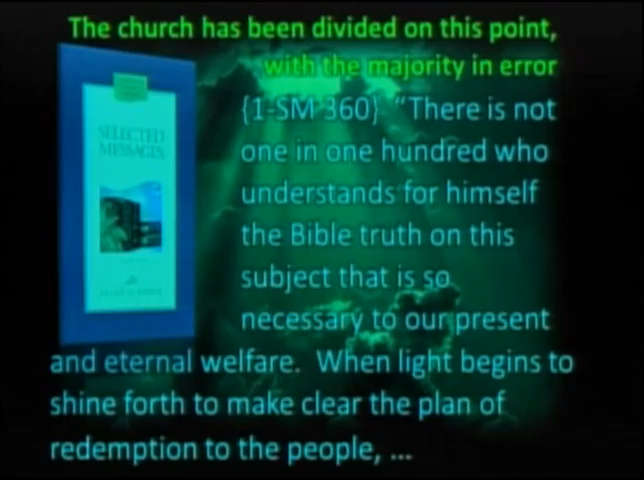 The church has been divided on this point,
with the majority in error
{1-SM 360} "There is not
one in one hundred who
understands for himself
the Bible truth on this
subject that is so
necessary to our present
and eternal welfare. When light begins to
shine forth to make clear the plan of
redemption to the people, ...
SELECTED
MESSAGES